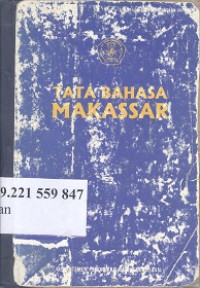 TATA BAHASA
MAKASSAR
9.221 559 847
an